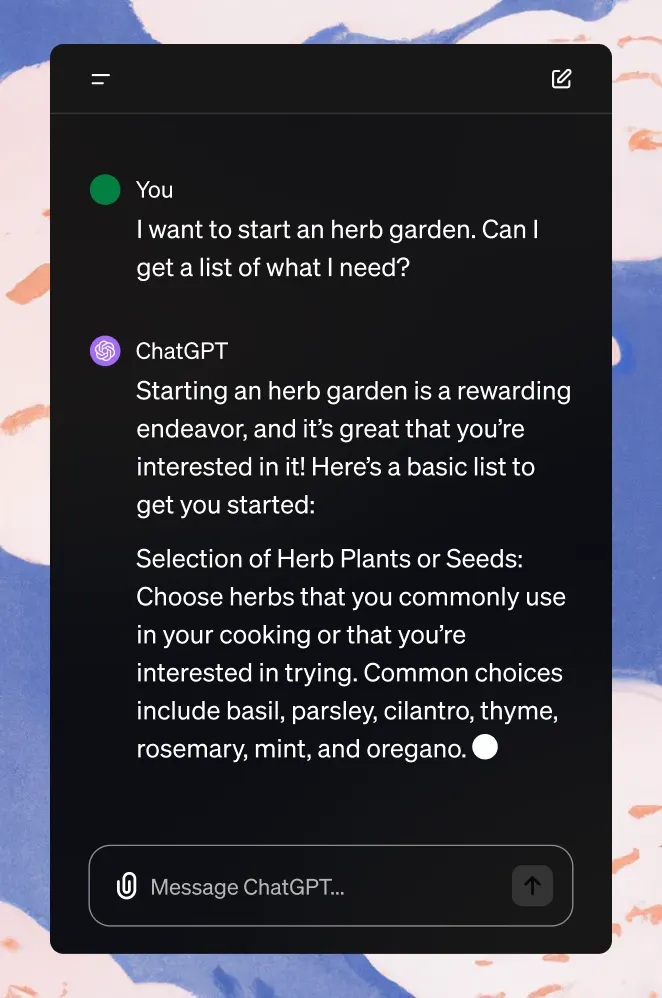 You
I want to start an herb garden. Can I
get a list of what I need?
ChatGPT
Starting an herb garden is a rewarding
endeavor, and it’s great that you’re
interested in it! Here’s a basic list to
get you started:
Selection of Herb Plants or Seeds:
Choose herbs that you commonly use
in your cooking or that you’re
interested in trying. Common choices
include basil, parsley, cilantro, thyme,
rosemary, mint, and oregano.
Message ChatGPT...